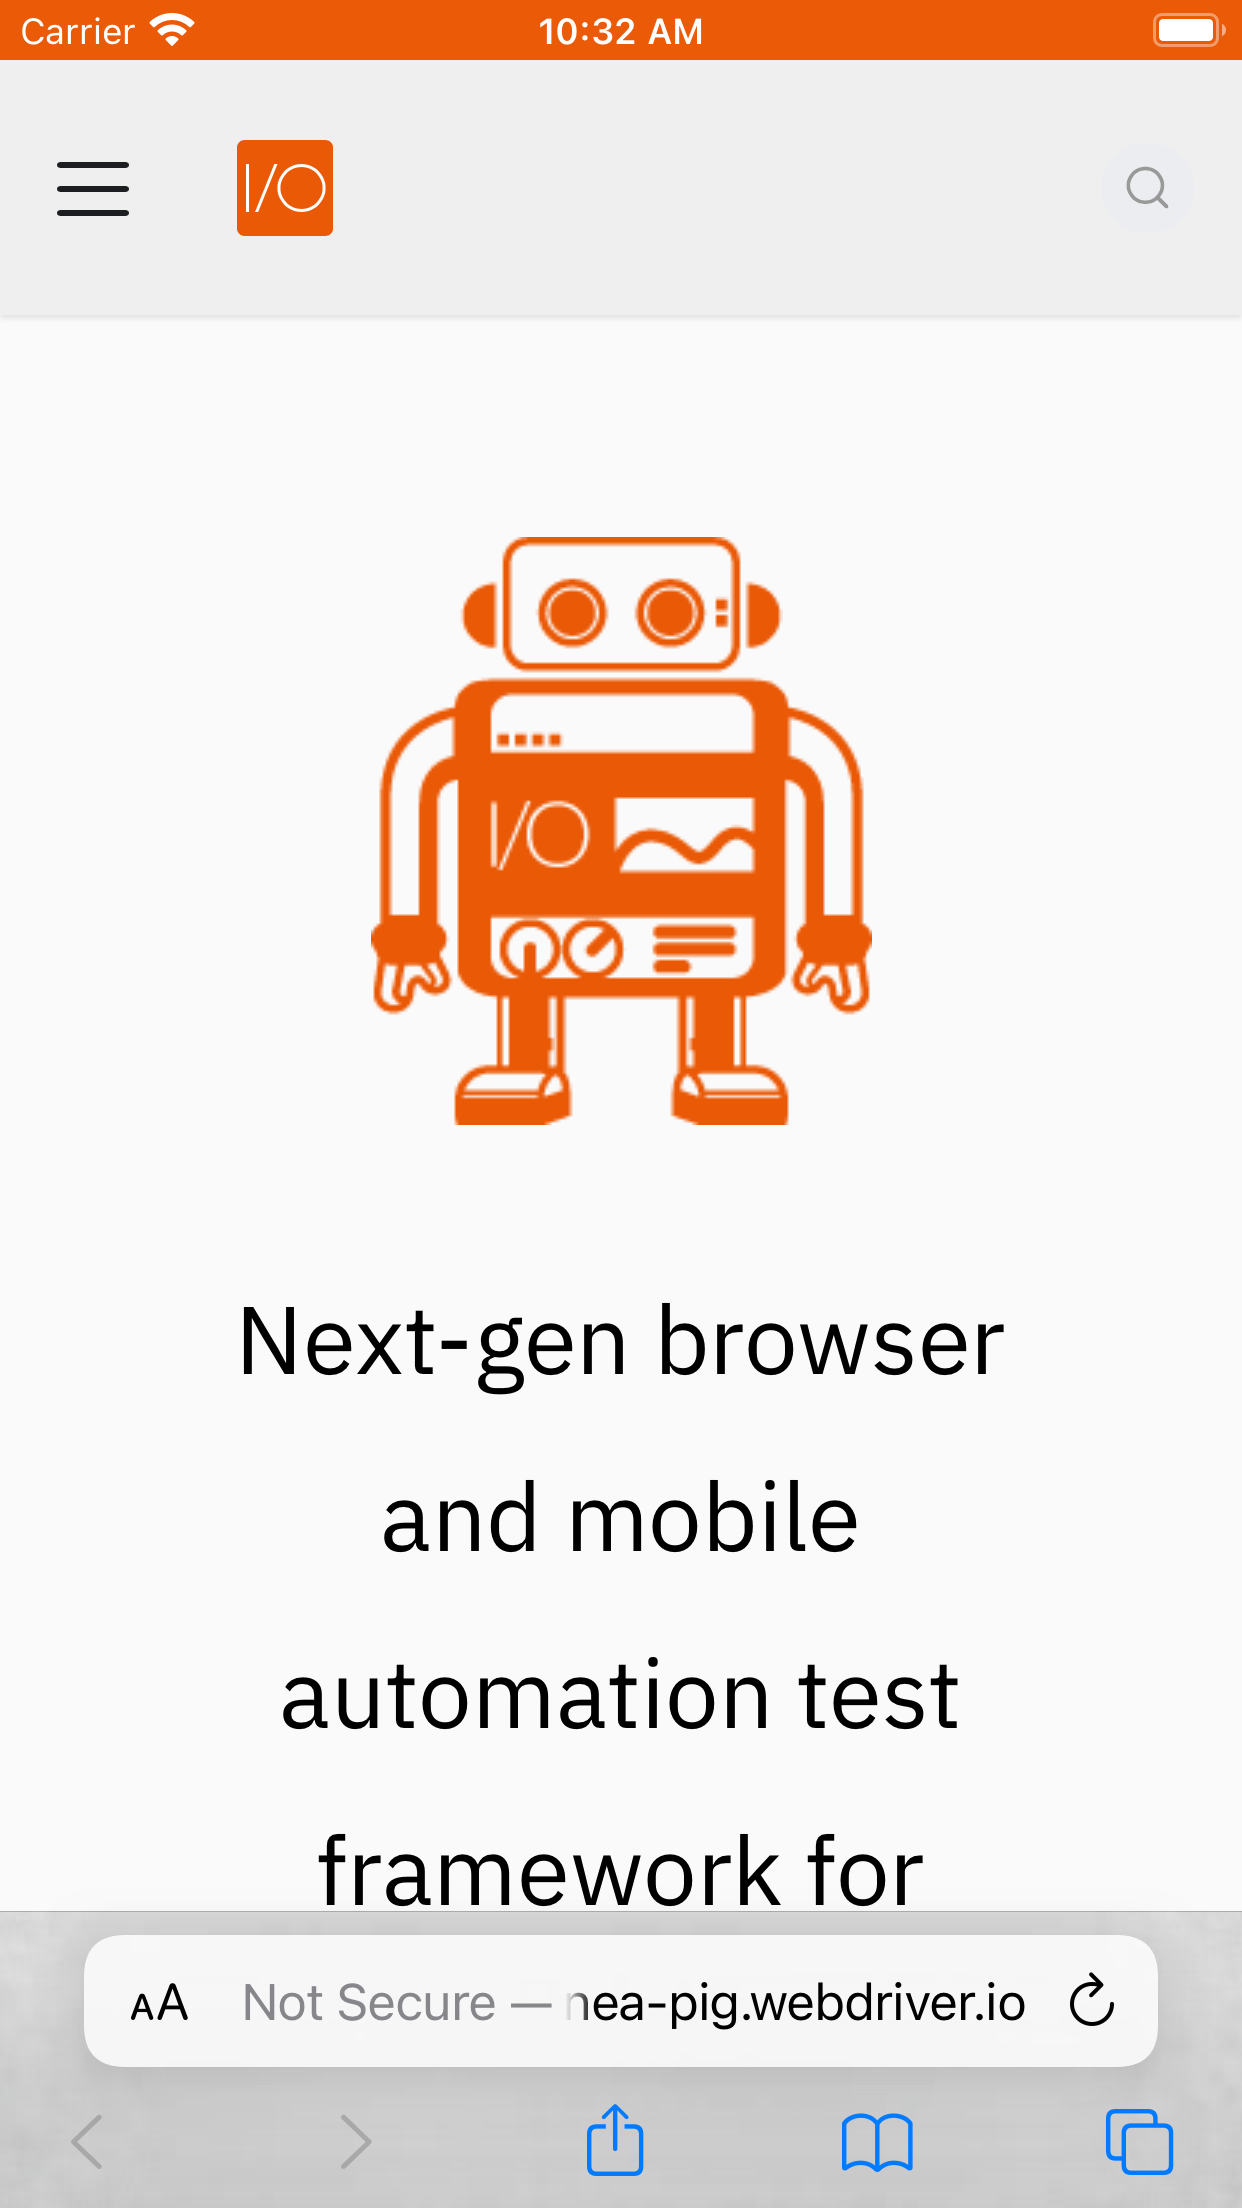 Carrier 10:32 AM
I/O
I/O
Next-gen browser
and mobile
automation test
framework for
AA Not Secure — nea-pig.webdriver.io